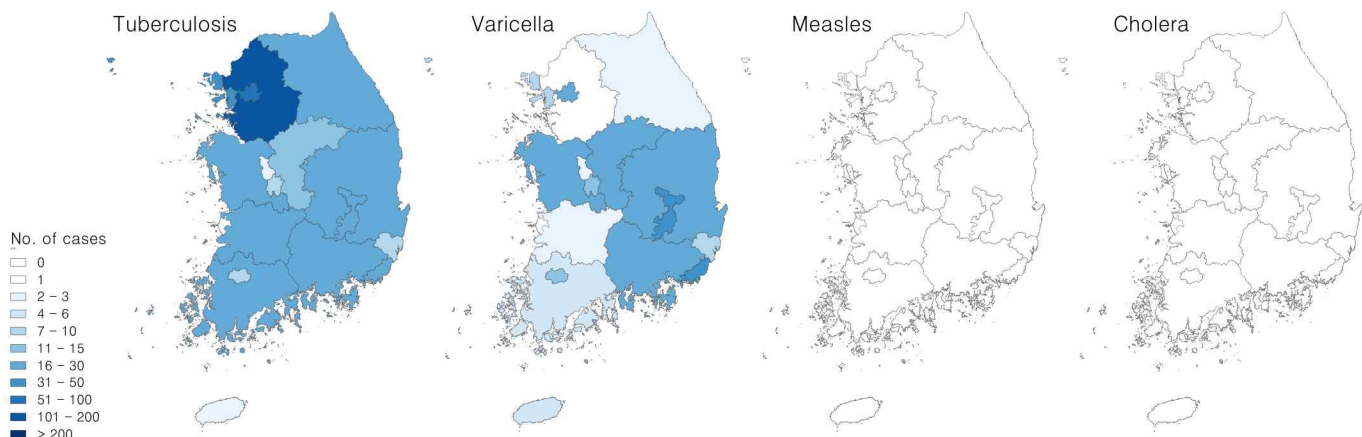 Tuberculosis
Varicella
Measles
Cholera
No. of cases
0
1
2 - 3
4 - 6
7 - 10
11 - 15
16 - 30
31 - 50
51 - 100
101 - 200
> 200